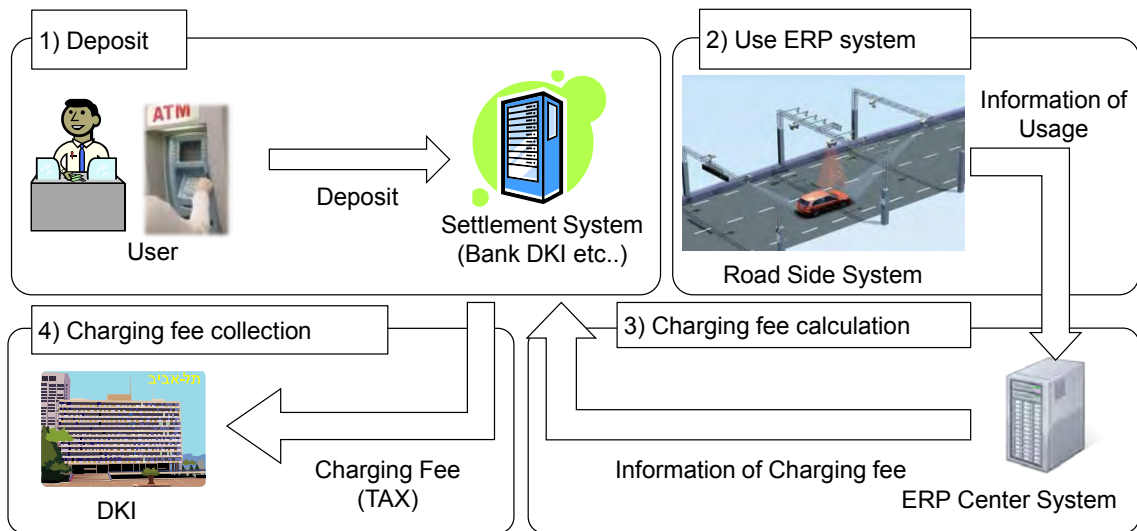 1) Deposit
ATM
User
Deposit
Settlement System
(Bank DKI etc..)
2) Use ERP system
Information of
Usage
Road Side System
3) Charging fee calculation
Information of Charging fee
ERP Center System
4) Charging fee collection
תל-אביב
DKI
Charging Fee
(TAX)